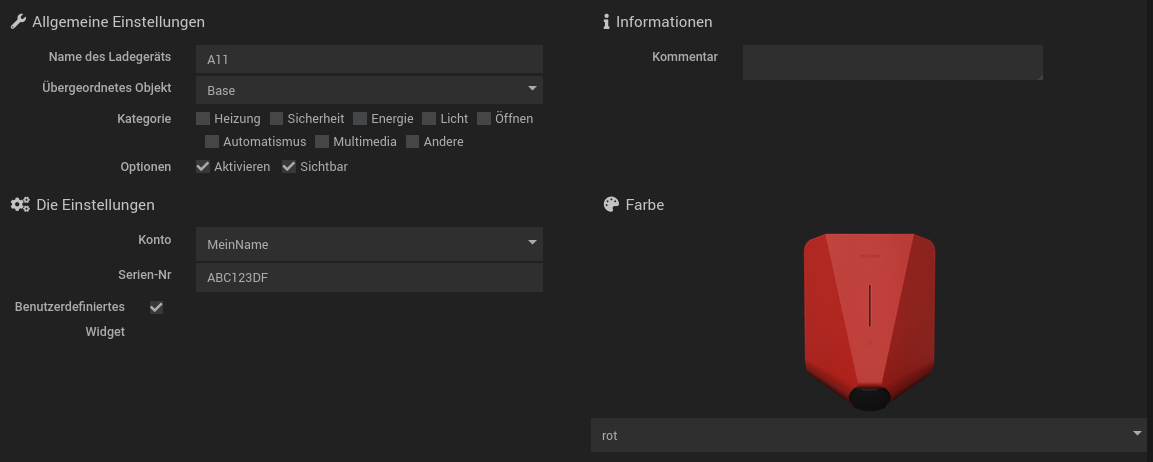 Allgemeine Einstellungen
Name des Ladegeräts
A11
Übergeordnetes Objekt
Base
Kategorie
Heizung Sicherheit Energie Licht Öffnen
Automatismus Multimedia Andere
Optionen
Aktivieren Sichtbar
Die Einstellungen
Konto
MeinName
Serien-Nr
ABC123DF
Benutzerdefiniertes
Widget
Informationen
Kommentar
Farbe
rot